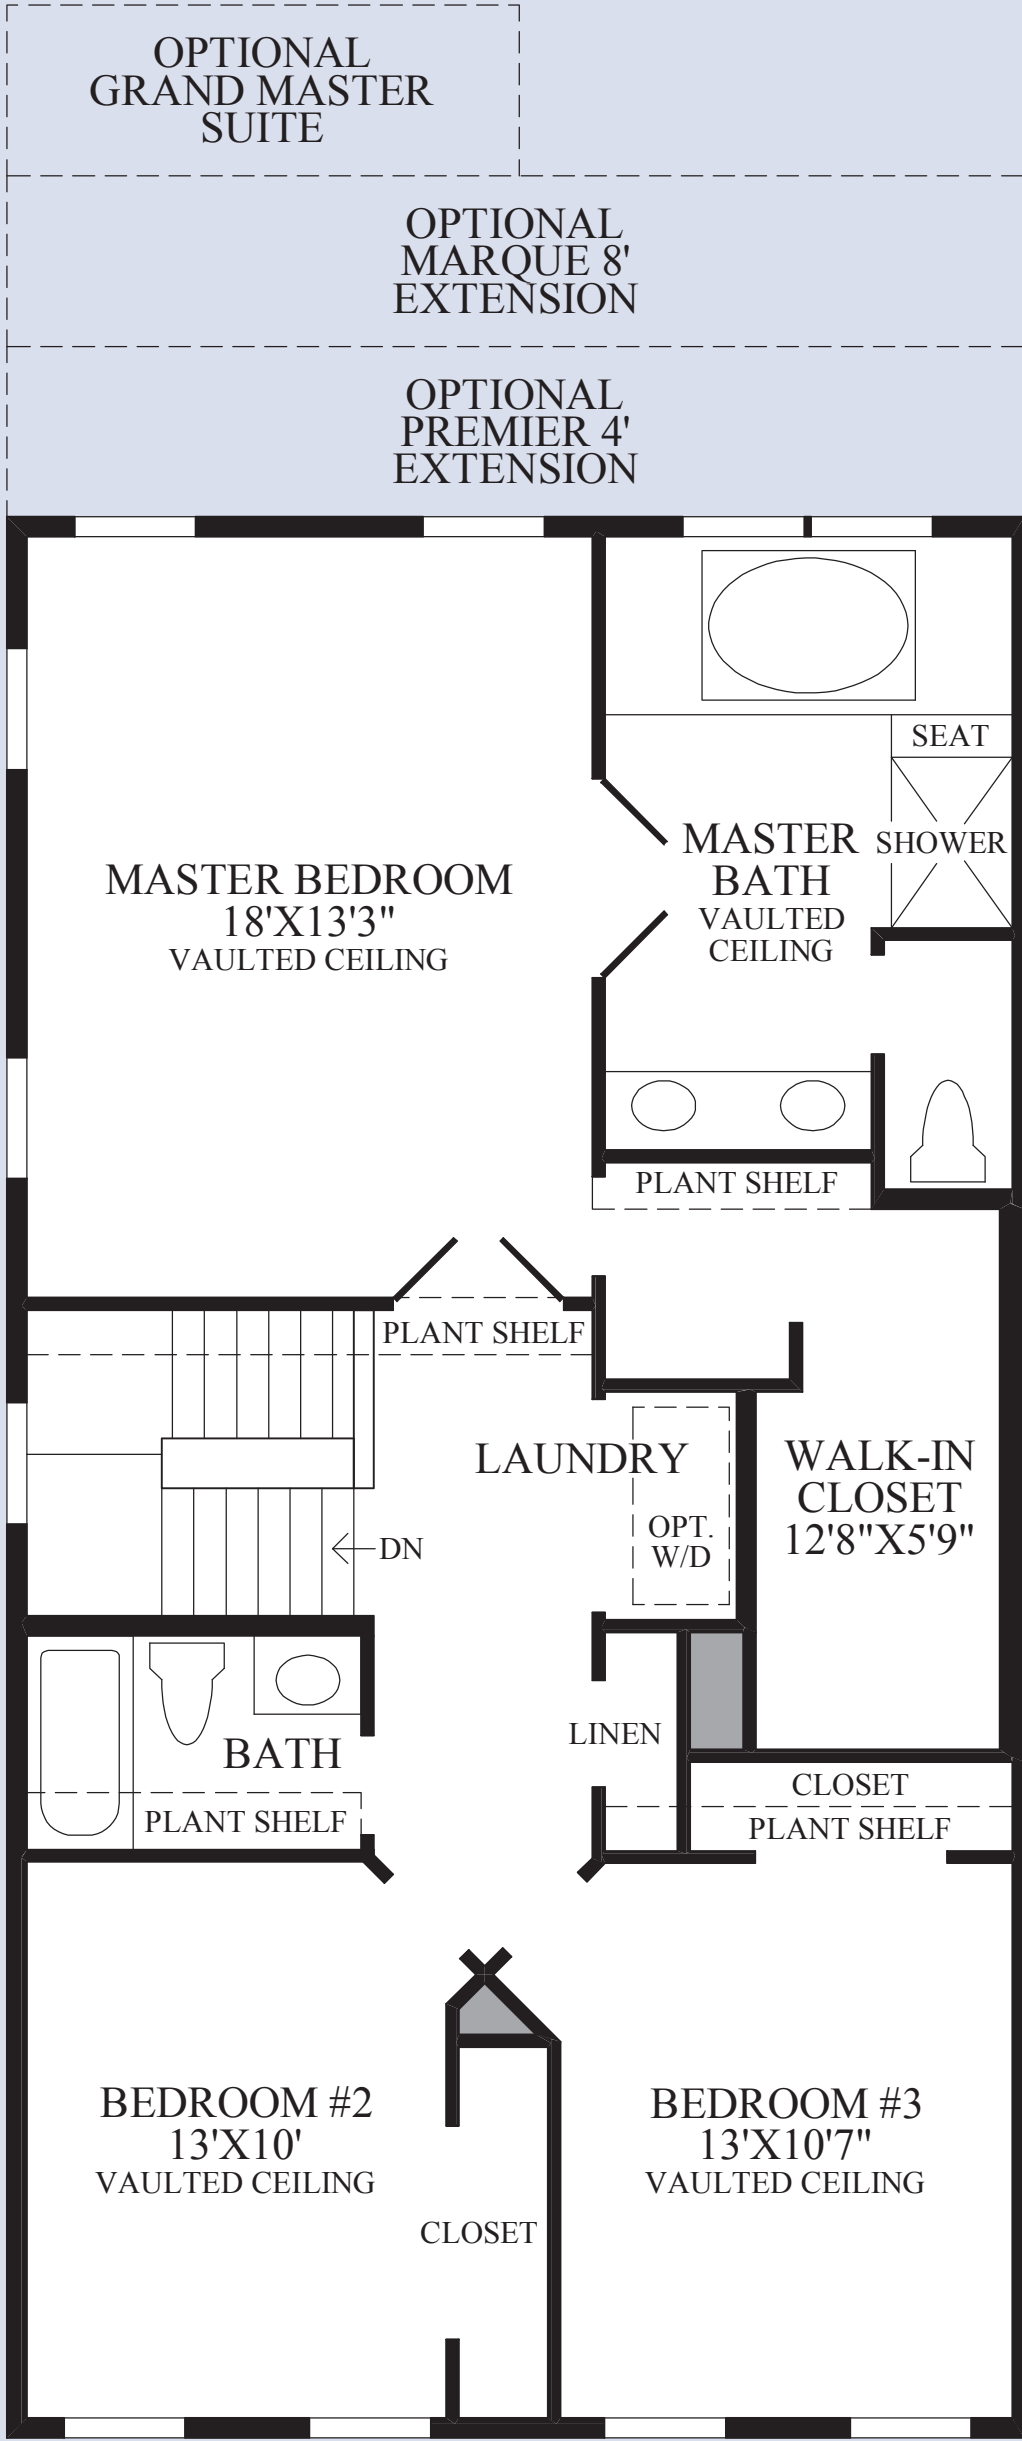 OPTIONAL
GRAND MASTER
SUITE
OPTIONAL
MARQUE 8'
EXTENSION
OPTIONAL
PREMIER 4'
EXTENSION
SEAT
SHOWER
MASTER
BATH
VAULTED
CEILING
MASTER BEDROOM
18'X13'3"
VAULTED CEILING
PLANT SHELF
PLANT SHELF
LAUNDRY
OPT.
W/D
WALK-IN
CLOSET
12'8"X5'9"
DN
BATH
PLANT SHELF
LINEN
CLOSET
PLANT SHELF
BEDROOM #2
13'X10'
VAULTED CEILING
CLOSET
BEDROOM #3
13'X10'7"
VAULTED CEILING